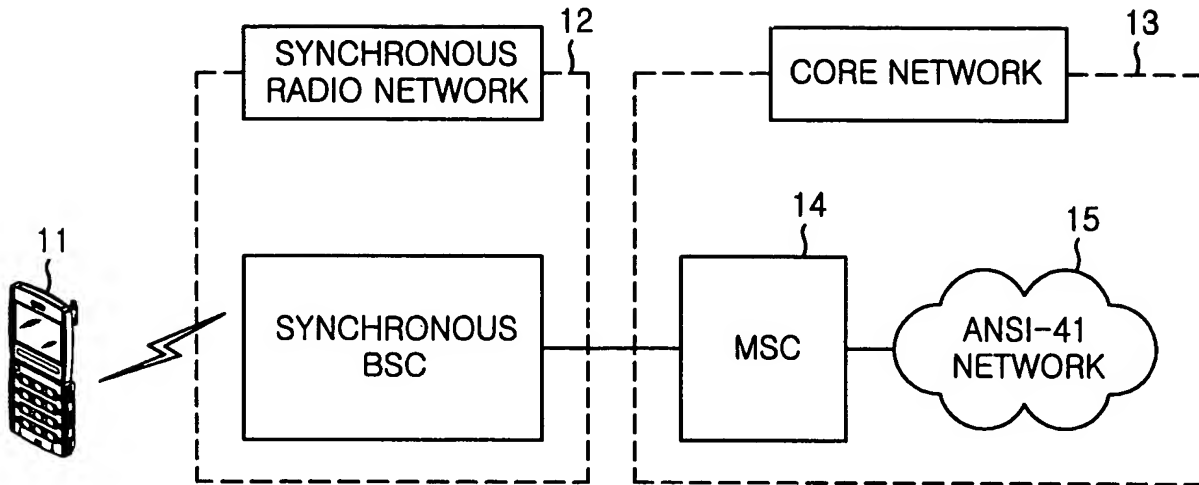 12
13
SYNCHRONOUS
RADIO NETWORK
CORE NETWORK
11
14
15
SYNCHRONOUS
BSC
MSC
ANSI-41
NETWORK